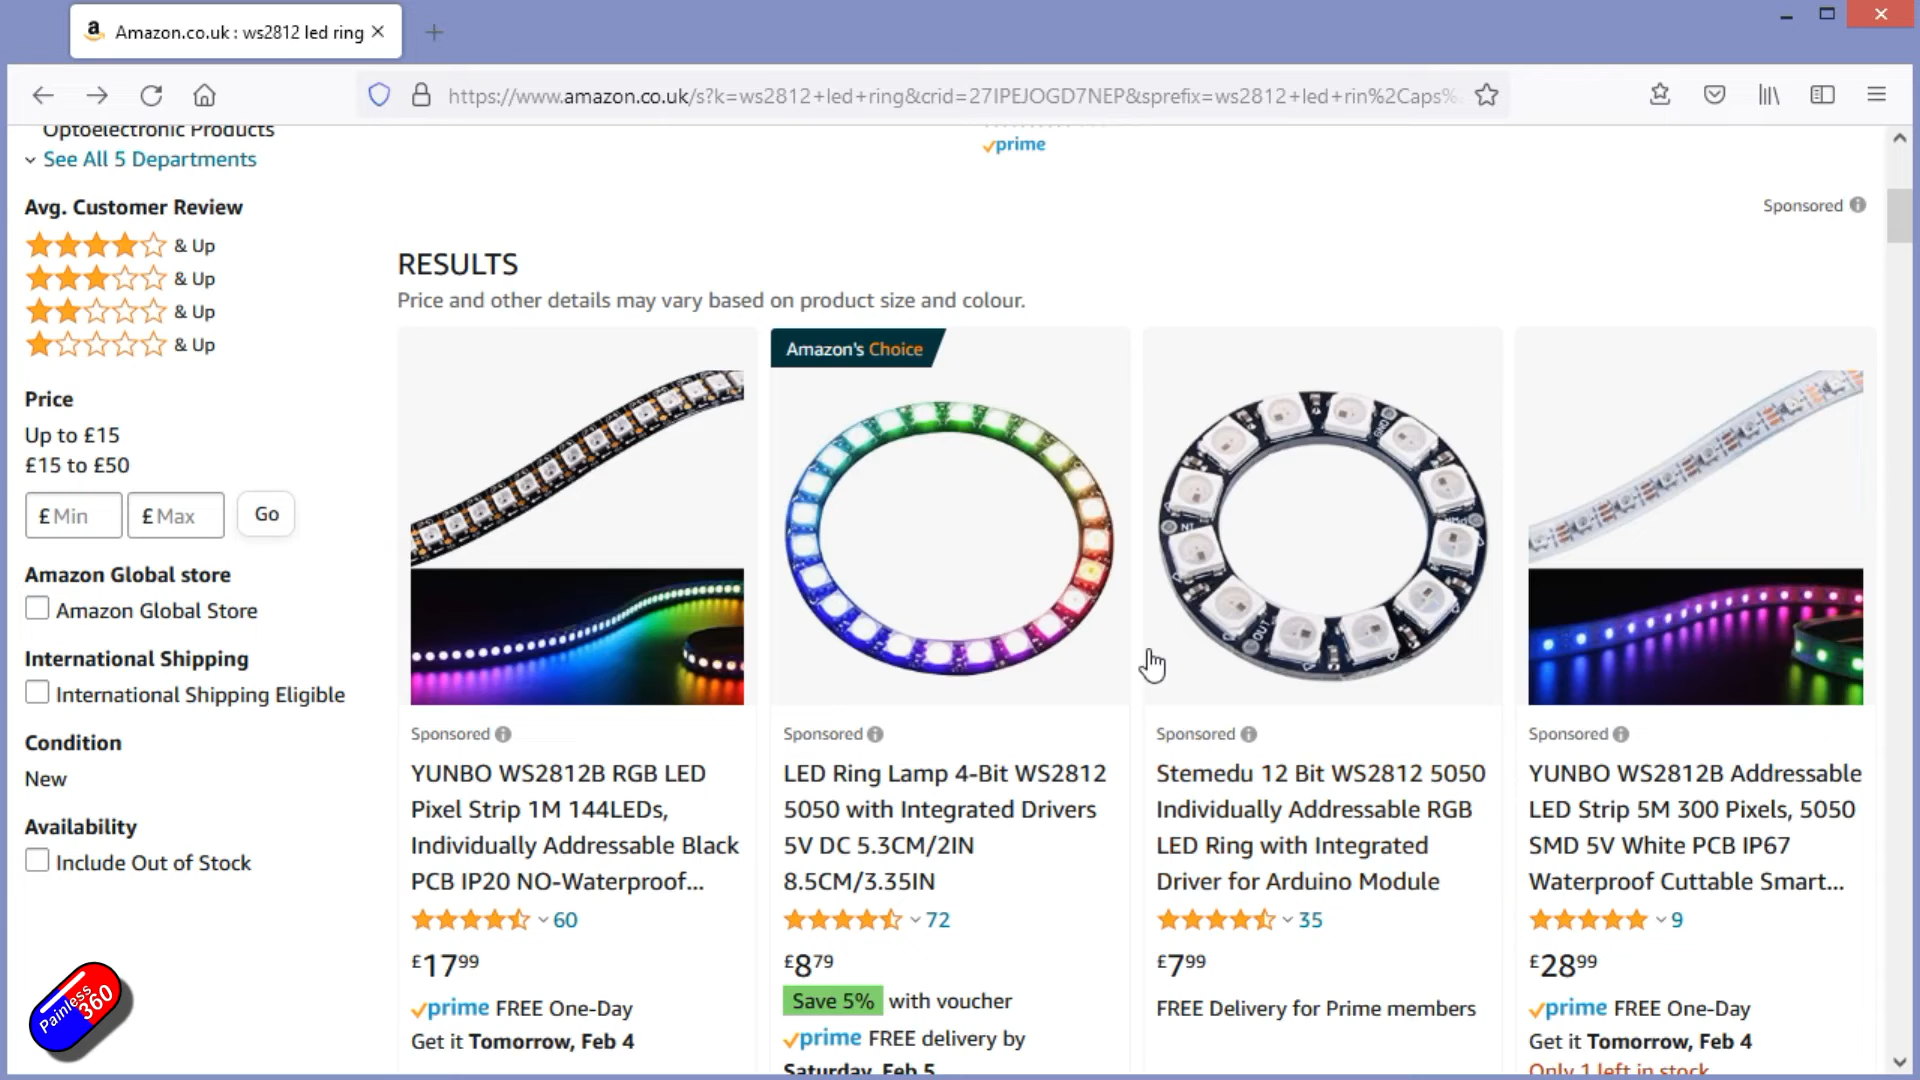 Amazon.co.uk : ws2812 led ring
https://www.amazon.co.uk/s?k=ws2812+led+ring&crid=27IPEJOGD7NEP&sprefix=ws2812+led+rin%2Caps%
Optoelectronic Products
See All 5 Departments
Avg. Customer Review
& Up
& Up
& Up
& Up
Price
Up to £15
£15 to £50
£ Min
£ Max
Go
Amazon Global store
Amazon Global Store
International Shipping
International Shipping Eligible
Condition
New
Availability
Include Out of Stock
Painless
360
prime
Sponsored
RESULTS
Price and other details may vary based on product size and colour.
Sponsored
YUNBO WS2812B RGB LED
Pixel Strip 1M 144LEDs,
Individually Addressable Black
PCB IP20 NO-Waterproof...
60
£1799
prime FREE One-Day
Get it Tomorrow, Feb 4
Amazon's Choice
Sponsored
LED Ring Lamp 4-Bit WS2812
5050 with Integrated Drivers
5V DC 5.3CM/2IN
8.5CM/3.35IN
72
£879
Save 5% with voucher
prime FREE delivery by
Saturday, Feb 5
IN
OUT
Sponsored
Stemedu 12 Bit WS2812 5050
Individually Addressable RGB
LED Ring with Integrated
Driver for Arduino Module
35
£799
FREE Delivery for Prime members
Sponsored
YUNBO WS2812B Addressable
LED Strip 5M 300 Pixels, 5050
SMD 5V White PCB IP67
Waterproof Cuttable Smart...
9
£2899
prime FREE One-Day
Get it Tomorrow, Feb 4
Only 1 left in stock